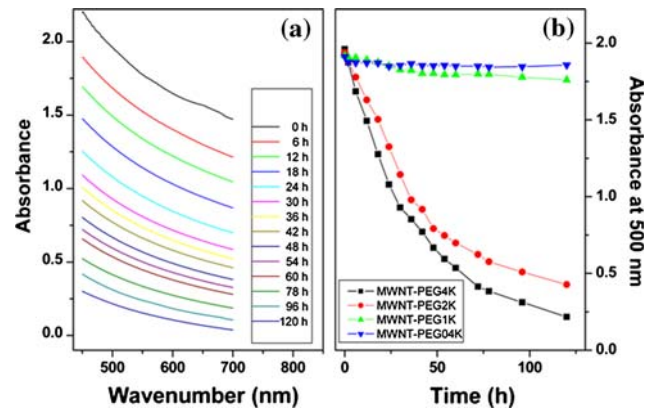 (a)
(b)
Absorbance
2.0
1.5
1.0
0.5
0.0
0 h
6 h
12 h
18 h
24 h
30 h
36 h
42 h
48 h
54 h
60 h
78 h
96 h
120 h
500
600
700
800
Wavenumber (nm)
MWNT-PEG4K
MWNT-PEG2K
MWNT-PEG1K
MWNT-PEG04K
0
50
100
Time (h)
2.0
1.5
1.0
0.5
0.0
Absorbance at 500 nm